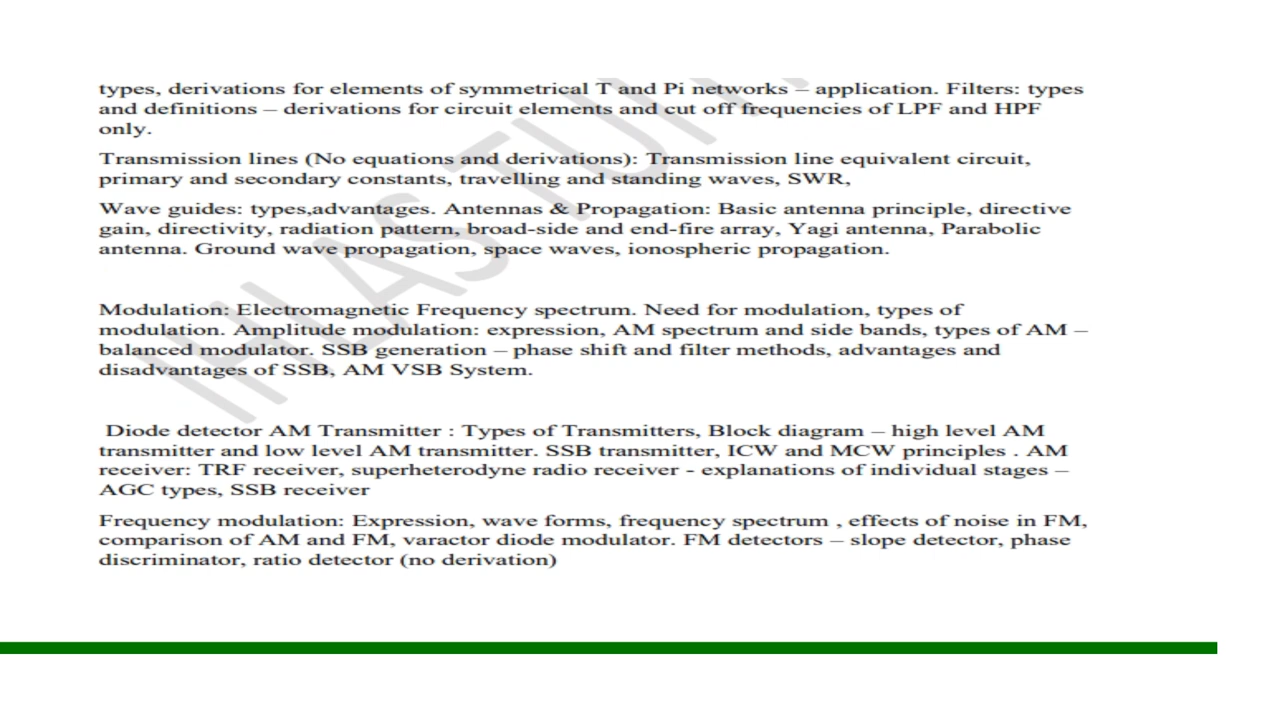 types, derivations for elements of symmetrical T and Pi networks – application. Filters: types
and definitions – derivations for circuit elements and cut off frequencies of LPF and HPF
only.
Transmission lines (No equations and derivations): Transmission line equivalent circuit,
primary and secondary constants, travelling and standing waves, SWR,
Wave guides: types,advantages. Antennas & Propagation: Basic antenna principle, directive
gain, directivity, radiation pattern, broad-side and end-fire array, Yagi antenna, Parabolic
antenna. Ground wave propagation, space waves, ionospheric propagation.
Modulation: Electromagnetic Frequency spectrum. Need for modulation, types of
modulation. Amplitude modulation: expression, AM spectrum and side bands, types of AM –
balanced modulator. SSB generation – phase shift and filter methods, advantages and
disadvantages of SSB, AM VSB System.
Diode detector AM Transmitter : Types of Transmitters, Block diagram – high level AM
transmitter and low level AM transmitter. SSB transmitter, ICW and MCW principles . AM
receiver: TRF receiver, superheterodyne radio receiver - explanations of individual stages –
AGC types, SSB receiver
Frequency modulation: Expression, wave forms, frequency spectrum , effects of noise in FM,
comparison of AM and FM, varactor diode modulator. FM detectors – slope detector, phase
discriminator, ratio detector (no derivation)